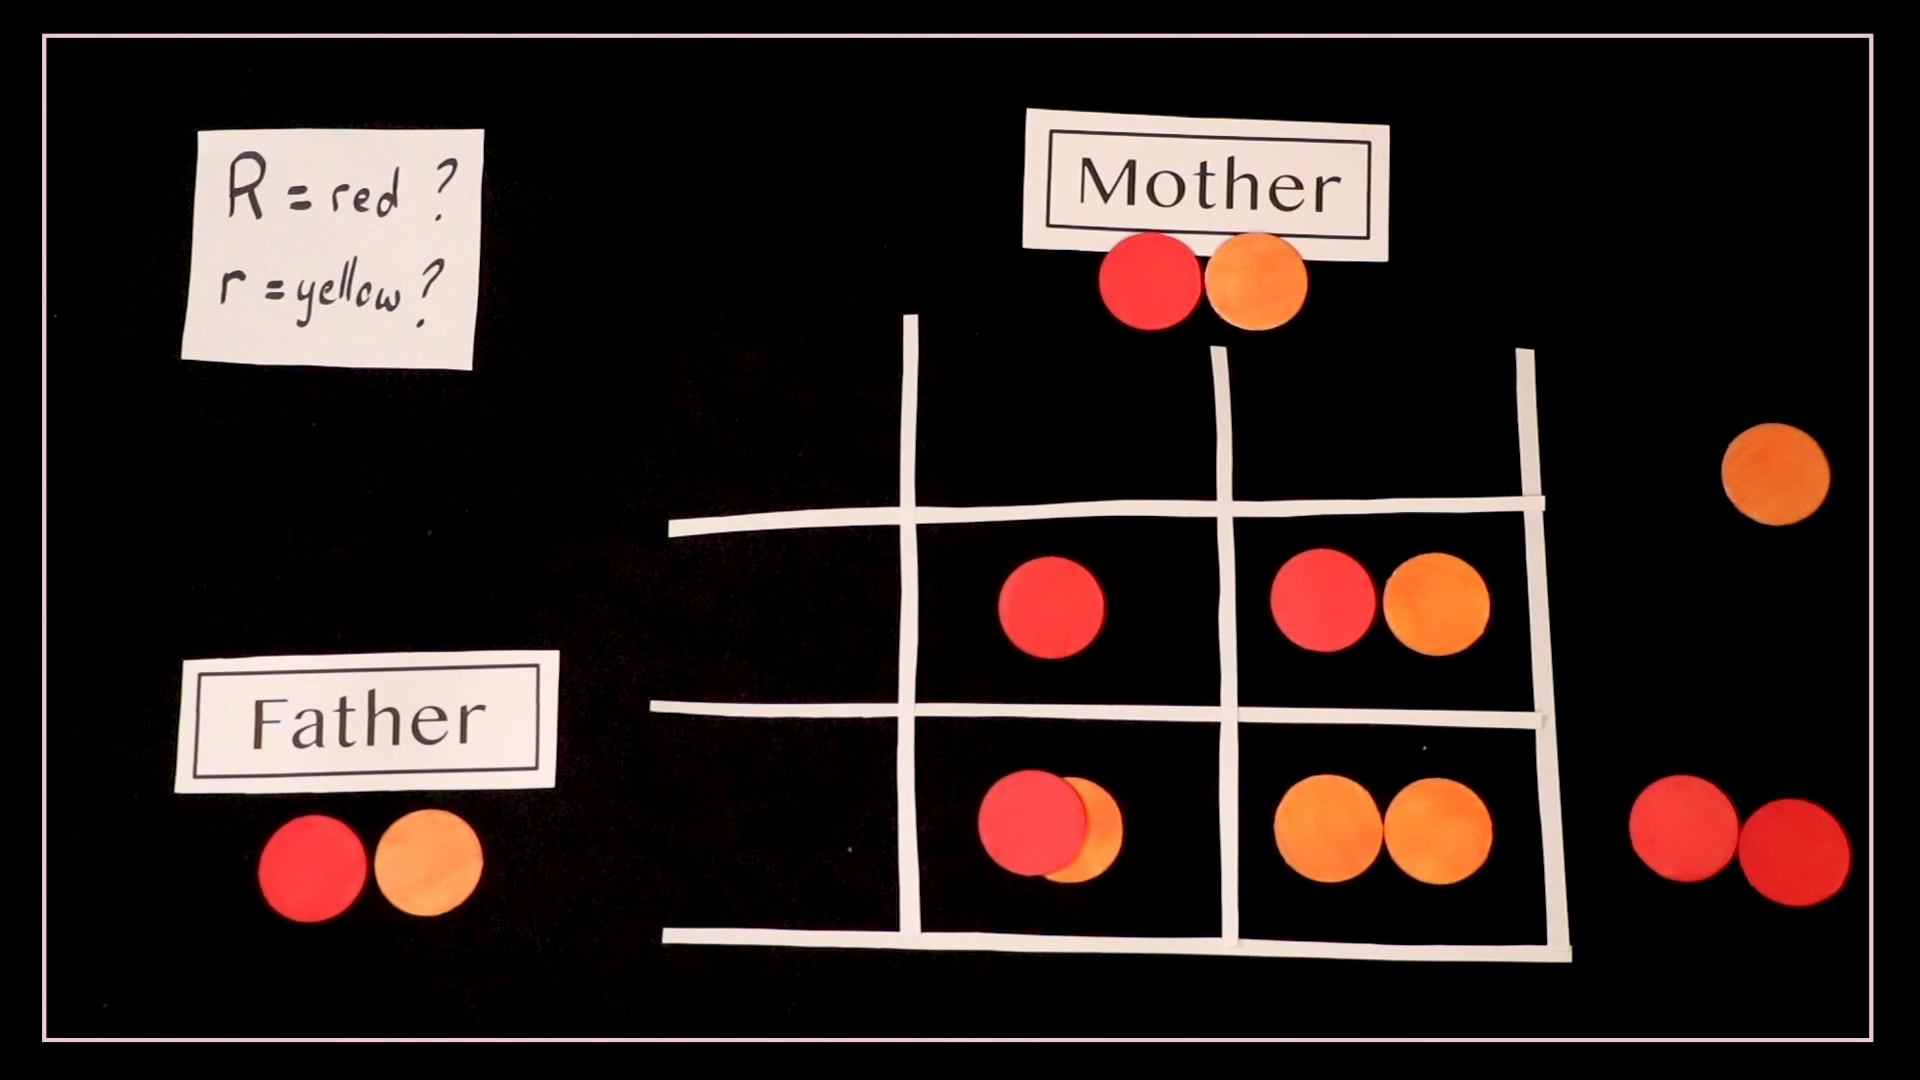 R = red ?
r = yellow ?
Mother
Father